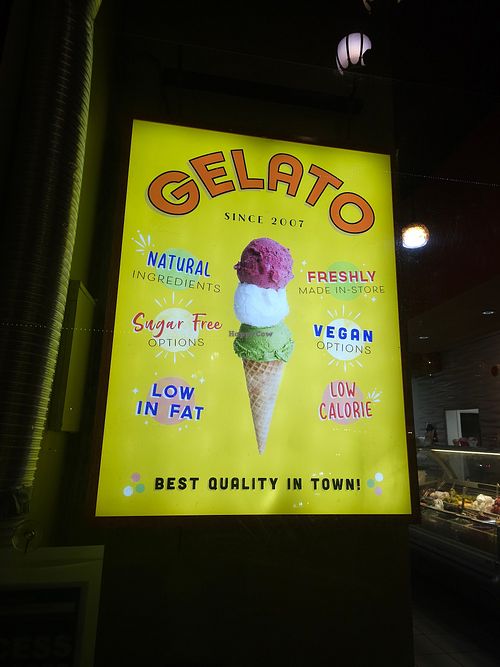 GELATO
SINCE 2007
NATURAL
INGREDIENTS
FRESHLY
MADE IN-STORE
Sugar Free
OPTIONS
VEGAN
OPTIONS
LOW
IN FAT
LOW
CALORIE
BEST QUALITY IN TOWN!